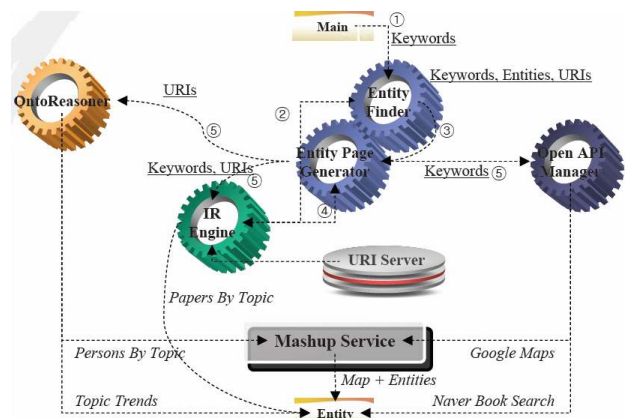 Main
①
Keywords
Keywords, Entities, URIs
OntoReasoner
URIs
Entity
Finder
②
③
⑤
Entity Page
Generator
Keywords, URIs
⑤
Keywords ⑤
Open API
Manager
④
IR
Engine
URI Server
Papers By Topic
Mashup Service
Persons By Topic
Google Maps
Map + Entities
Topic Trends
Entity
Naver Book Search